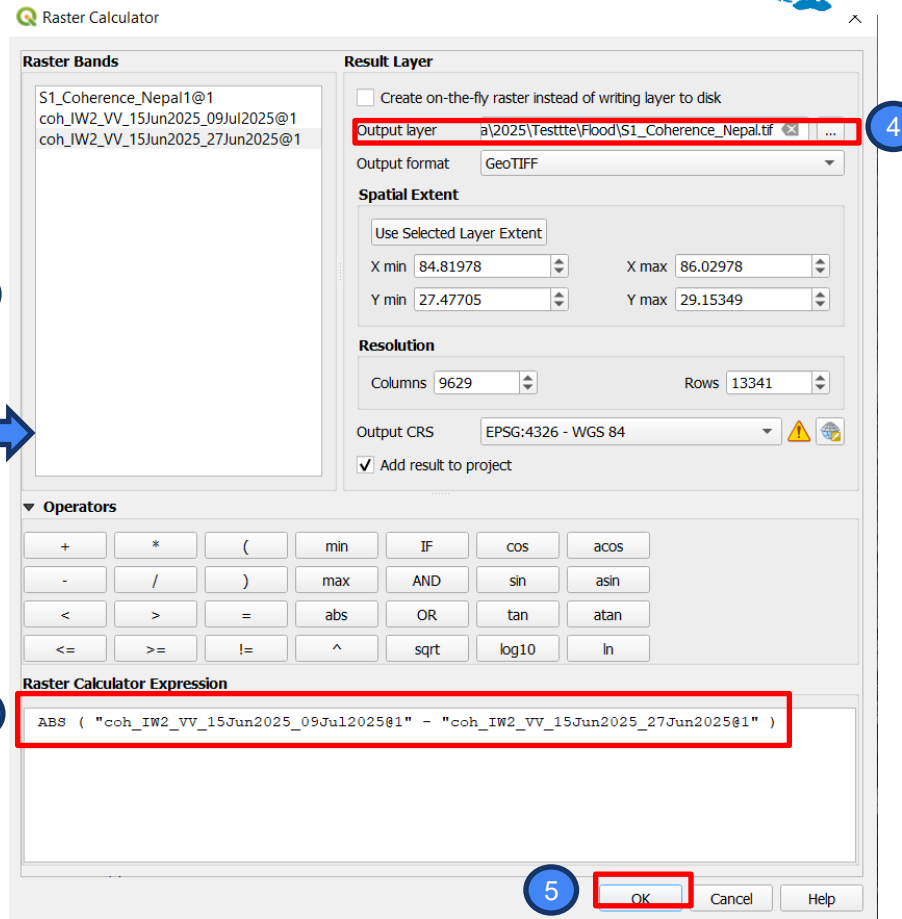 Raster Calculator
Raster Bands
S1_Coherence_Nepal1@1
coh_IW2_VV_15Jun2025_09Jul2025@1
coh_IW2_VV_15Jun2025_27Jun2025@1
Result Layer
Create on-the-fly raster instead of writing layer to disk
Output layer a\2025\Testtte\Flood\S1_Coherence_Nepal.tif ...
4
Output format GeoTIFF
Spatial Extent
Use Selected Layer Extent
X min 84.81978 X max 86.02978
Y min 27.47705 Y max 29.15349
Resolution
Columns 9629 Rows 13341
Output CRS EPSG:4326 - WGS 84
Add result to project
Operators
+ * ( min IF cos acos
- / ) max AND sin asin
< > = abs OR tan atan
<= >= != ^ sqrt log10 ln
Raster Calculator Expression
ABS ( "coh_IW2_VV_15Jun2025_09Jul2025@1" - "coh_IW2_VV_15Jun2025_27Jun2025@1" )
5
OK Cancel Help